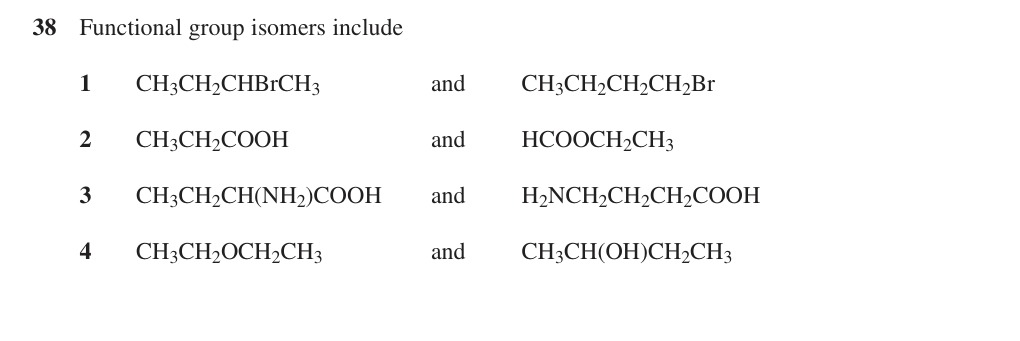 38 Functional group isomers include
1 CH₃CH₂CHBrCH₃ and CH₃CH₂CH₂CH₂Br
2 CH₃CH₂COOH and HCOOCH₂CH₃
3 CH₃CH₂CH(NH₂)COOH and H₂NCH₂CH₂CH₂COOH
4 CH₃CH₂OCH₂CH₃ and CH₃CH(OH)CH₂CH₃